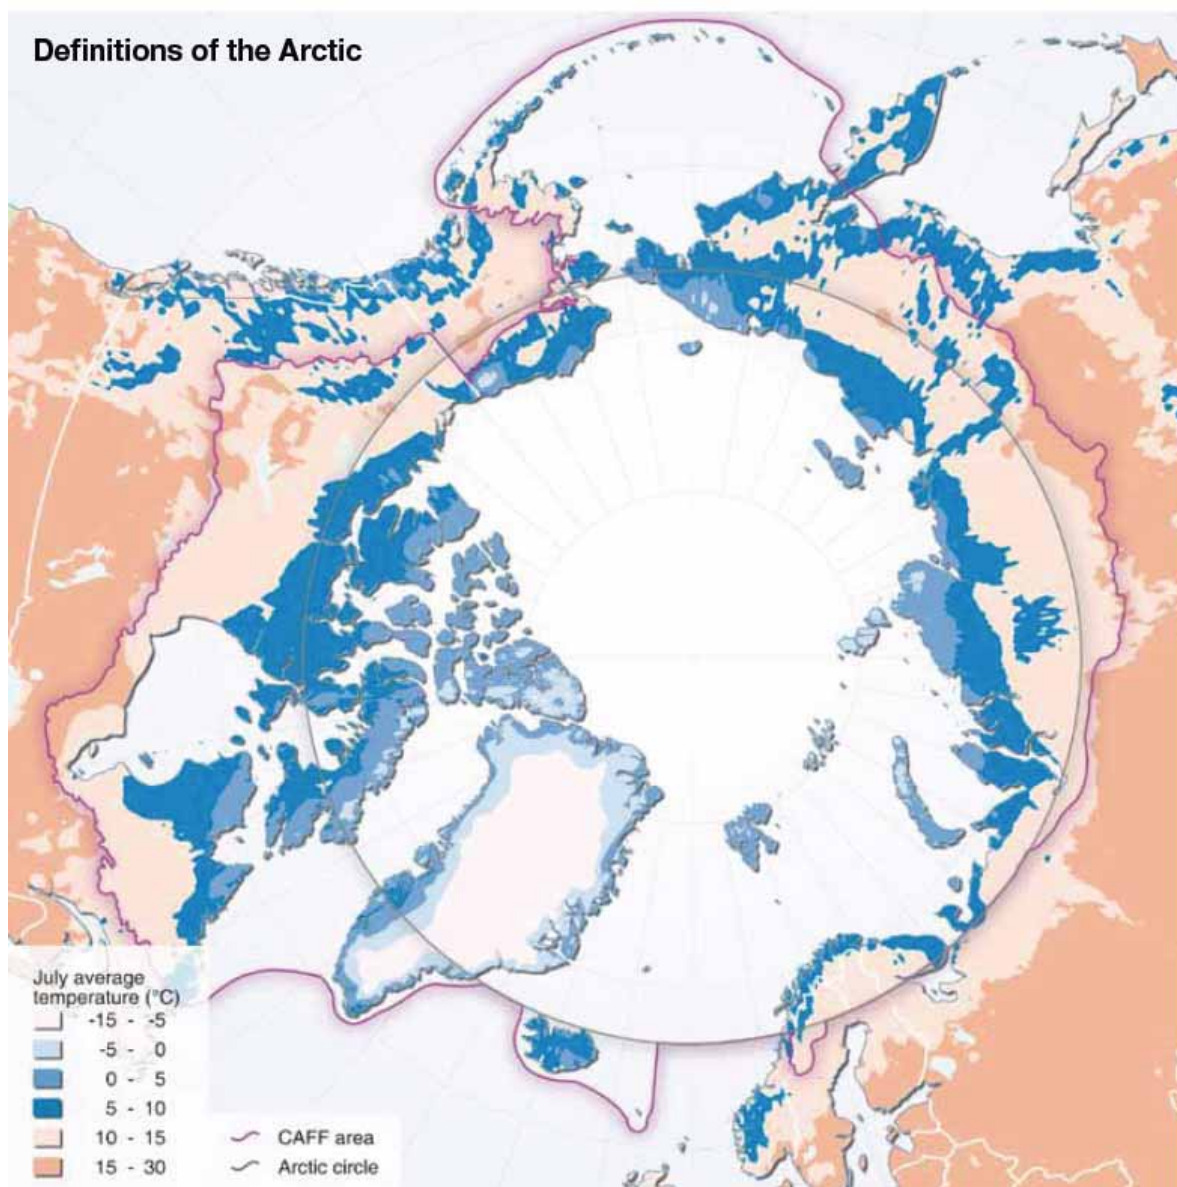 Definitions of the Arctic
July average
temperature (°C)
-15 - -5
-5 - 0
0 - 5
5 - 10
10 - 15
15 - 30
CAFF area
Arctic circle